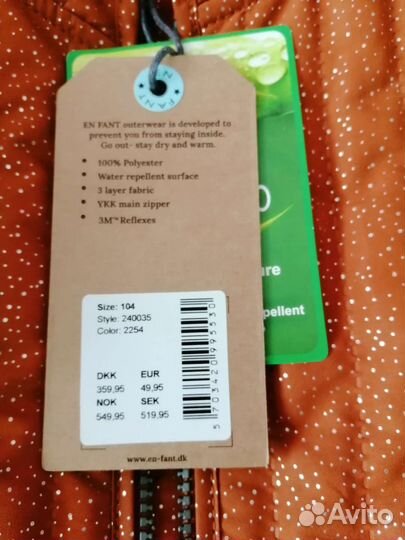 EN FANT
EN FANT outerwear is developed to
prevent you from staying inside.
Go out- stay dry and warm.
• 100% Polyester
• Water repellent surface
• 3 layer fabric
• YKK main zipper
• 3M™ Reflexes
Size: 104
Style: 240035
Color: 2254
DKK EUR
359,95 49,95
NOK SEK
549,95 519,95
5 703420 995530
www.en-fant.dk
Avito